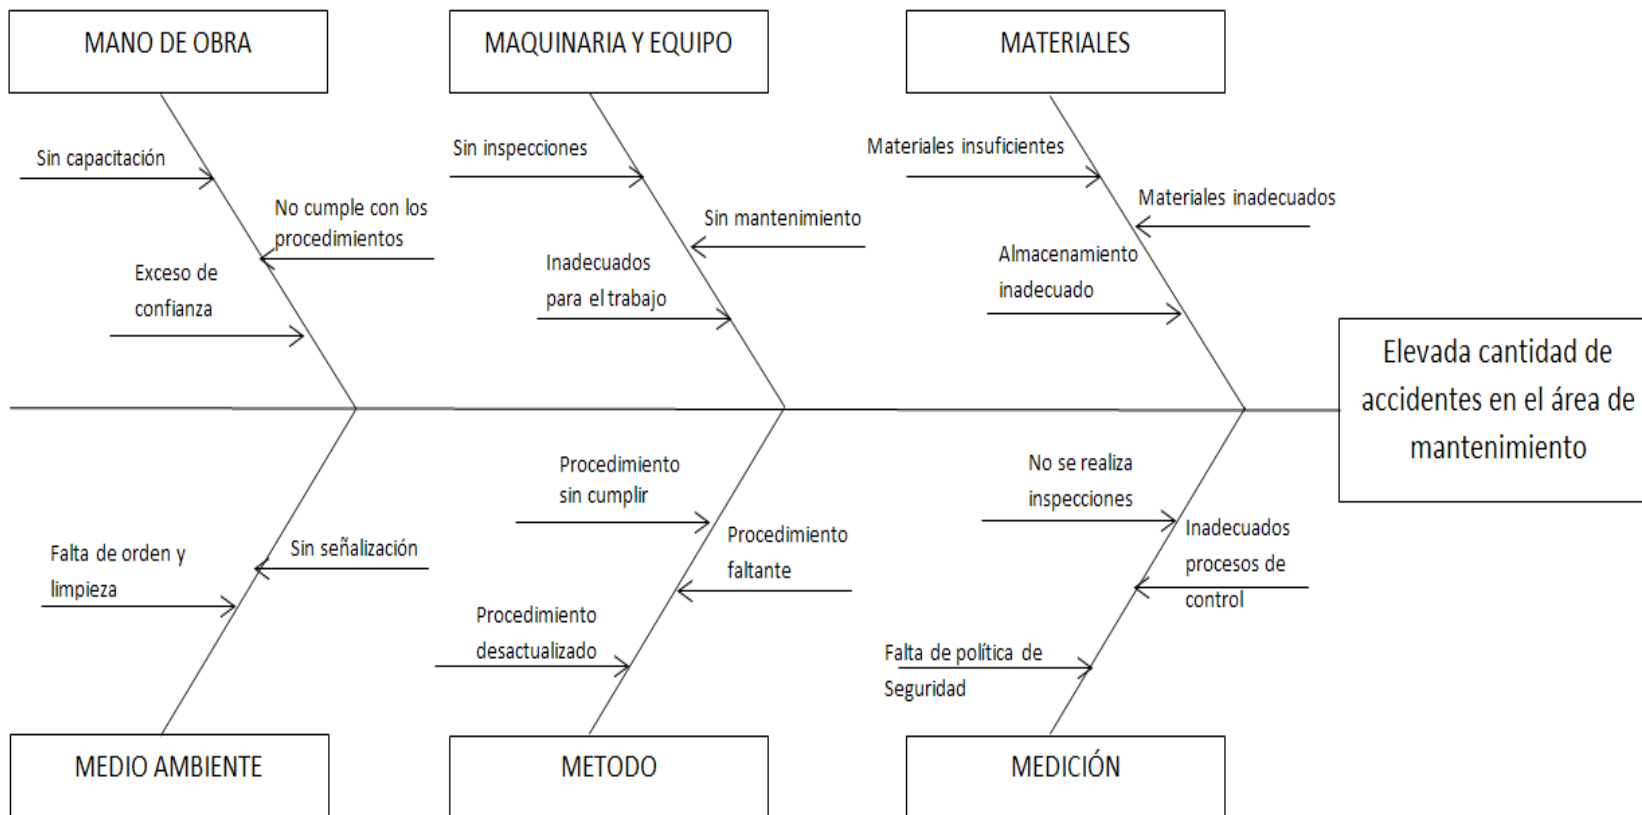 MANO DE OBRA
MAQUINARIA Y EQUIPO
MATERIALES
Sin capacitación
No cumple con los
procedimientos
Exceso de
confianza
Sin inspecciones
Sin mantenimiento
Inadecuados
para el trabajo
Materiales insuficientes
Materiales inadecuados
Almacenamiento
inadecuado
Elevada cantidad de
accidentes en el área de
mantenimiento
Falta de orden y
limpieza
Sin señalización
Procedimiento
sin cumplir
Procedimiento
faltante
Procedimiento
desactualizado
No se realiza
inspecciones
Inadecuados
procesos de
control
Falta de política de
Seguridad
MEDIO AMBIENTE
METODO
MEDICIÓN